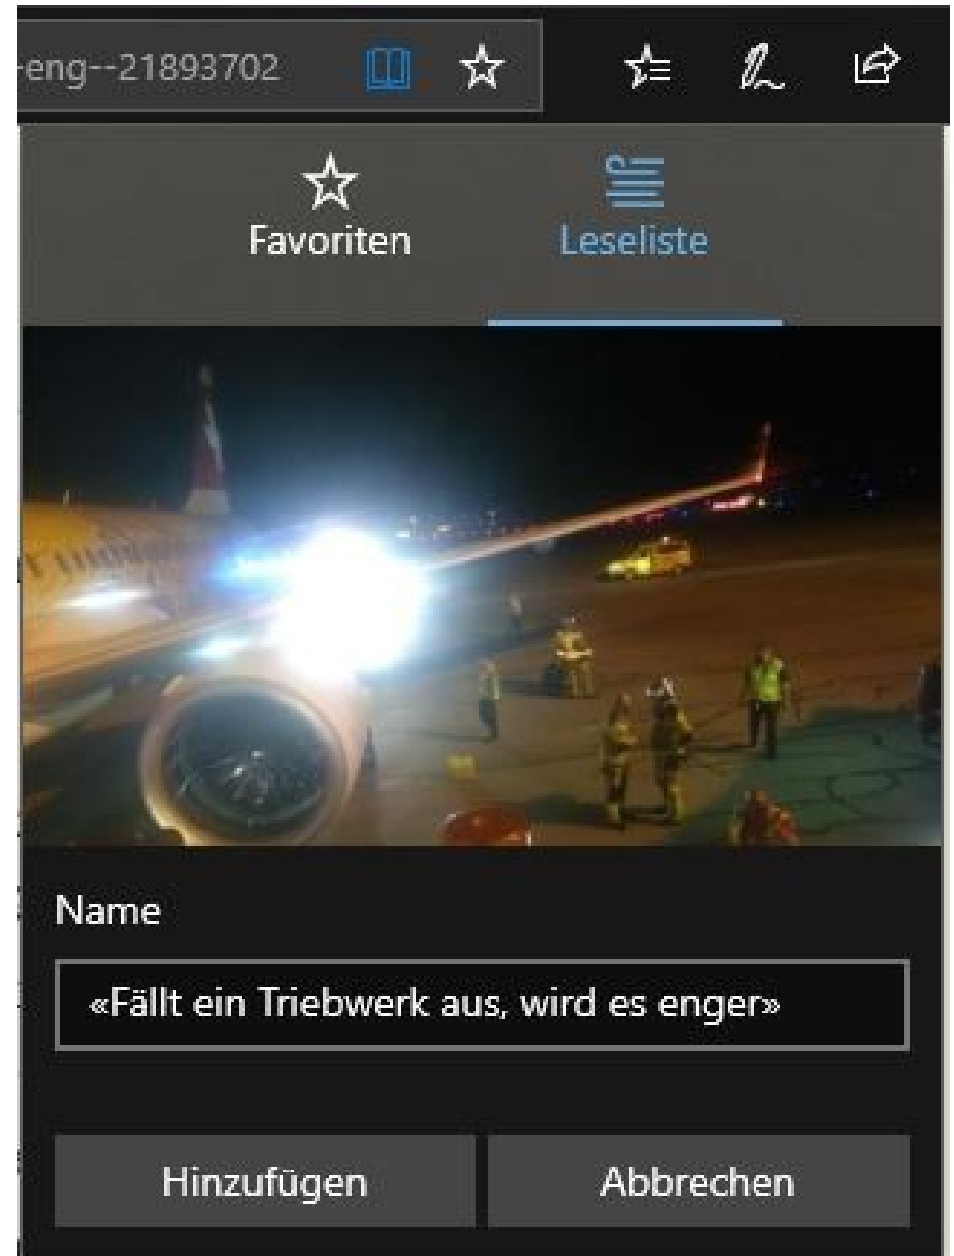 -eng--21893702
Favoriten
Leseliste
Name
«Fällt ein Triebwerk aus, wird es enger»
Hinzufügen
Abbrechen